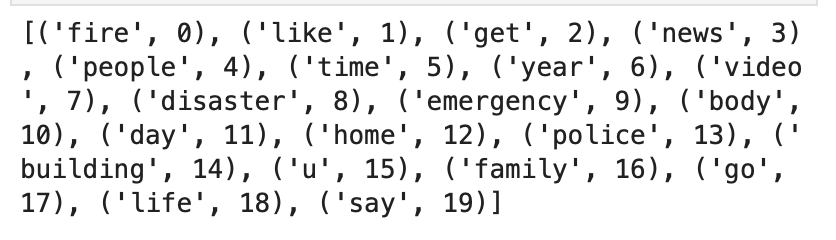 [('fire', 0), ('like', 1), ('get', 2), ('news', 3)
, ('people', 4), ('time', 5), ('year', 6), ('video
', 7), ('disaster', 8), ('emergency', 9), ('body',
10), ('day', 11), ('home', 12), ('police', 13), ('
building', 14), ('u', 15), ('family', 16), ('go',
17), ('life', 18), ('say', 19)]